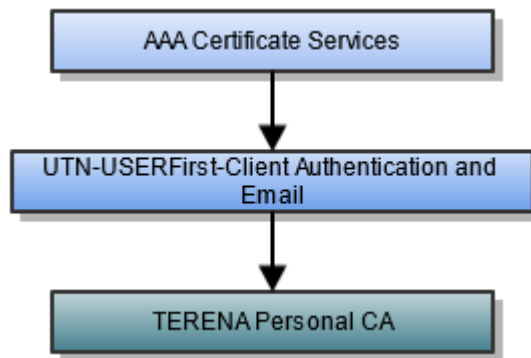 AAA Certificate Services
UTN-USERFirst-Client Authentication and
Email
TERENA Personal CA